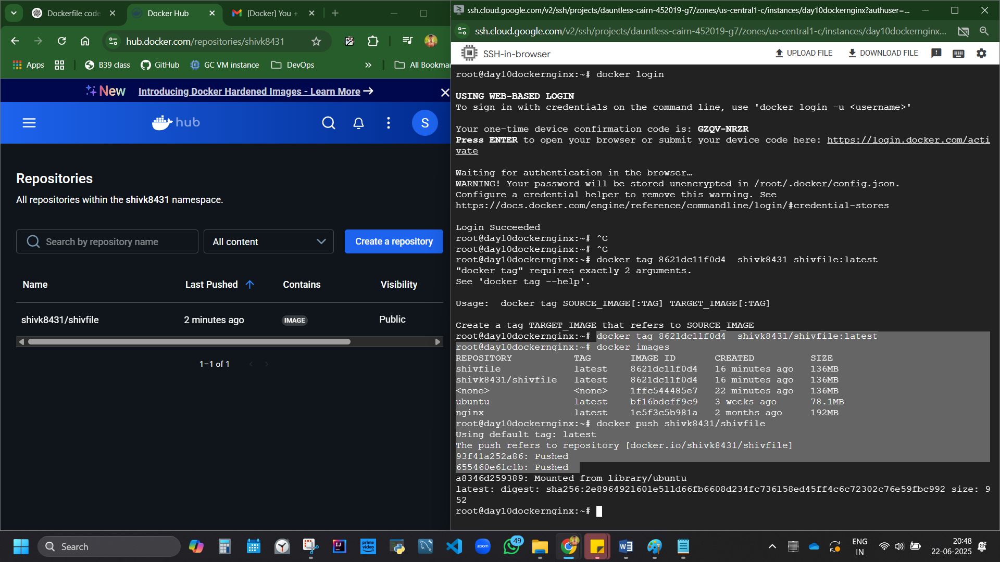 Dockerfile code
Docker Hub
[Docker] You +
hub.docker.com/repositories/shivk8431
Apps
B39 class
GitHub
GC VM instance
DevOps
All Bookmar
New
Introducing Docker Hardened Images - Learn More
hub
S
Repositories
All repositories within the shivk8431 namespace.
Search by repository name
All content
Create a repository
Name Last Pushed Contains Visibility
shivk8431/shivfile 2 minutes ago IMAGE Public
1–1 of 1
ssh.cloud.google.com/v2/ssh/projects/dauntless-cairn-452019-g7/zones/us-central1-c/instances/day10dockernginx?authuser=...
ssh.cloud.google.com/v2/ssh/projects/dauntless-cairn-452019-g7/zones/us-central1-c/instances/day10dockernginx...
SSH-in-browser
UPLOAD FILE
DOWNLOAD FILE
root@day10dockernginx:~# docker login
USING WEB-BASED LOGIN
To sign in with credentials on the command line, use 'docker login -u <username>'
Your one-time device confirmation code is: GZQV-NRZR
Press ENTER to open your browser or submit your device code here: https://login.docker.com/acti
vate
Waiting for authentication in the browser…
WARNING! Your password will be stored unencrypted in /root/.docker/config.json.
Configure a credential helper to remove this warning. See
https://docs.docker.com/engine/reference/commandline/login/#credential-stores
Login Succeeded
root@day10dockernginx:~# ^C
root@day10dockernginx:~# ^C
root@day10dockernginx:~# docker tag 8621dc11f0d4  shivk8431 shivfile:latest
"docker tag" requires exactly 2 arguments.
See 'docker tag --help'.
Usage:  docker tag SOURCE_IMAGE[:TAG] TARGET_IMAGE[:TAG]
Create a tag TARGET_IMAGE that refers to SOURCE_IMAGE
root@day10dockernginx:~# docker tag 8621dc11f0d4  shivk8431/shivfile:latest
root@day10dockernginx:~# docker images
REPOSITORY           TAG       IMAGE ID       CREATED          SIZE
shivfile             latest    8621dc11f0d4   16 minutes ago   136MB
shivk8431/shivfile   latest    8621dc11f0d4   16 minutes ago   136MB
<none>               <none>    1ffc544485e7   22 minutes ago   136MB
ubuntu               latest    bf16bdcff9c9   3 weeks ago      78.1MB
nginx                latest    1e5f3c5b981a   2 months ago     192MB
root@day10dockernginx:~# docker push shivk8431/shivfile
Using default tag: latest
The push refers to repository [docker.io/shivk8431/shivfile]
93f41a252a86: Pushed
655460e61c1b: Pushed
a8346d259389: Mounted from library/ubuntu
latest: digest: sha256:2e8964921601e511d66fb6608d234fc736158ed45ff4c6c72302c76e59fbc992 size: 9
52
root@day10dockernginx:~#
Search
IJ
prime video
zoom
49
W
ENG
IN
20:48
22-06-2025